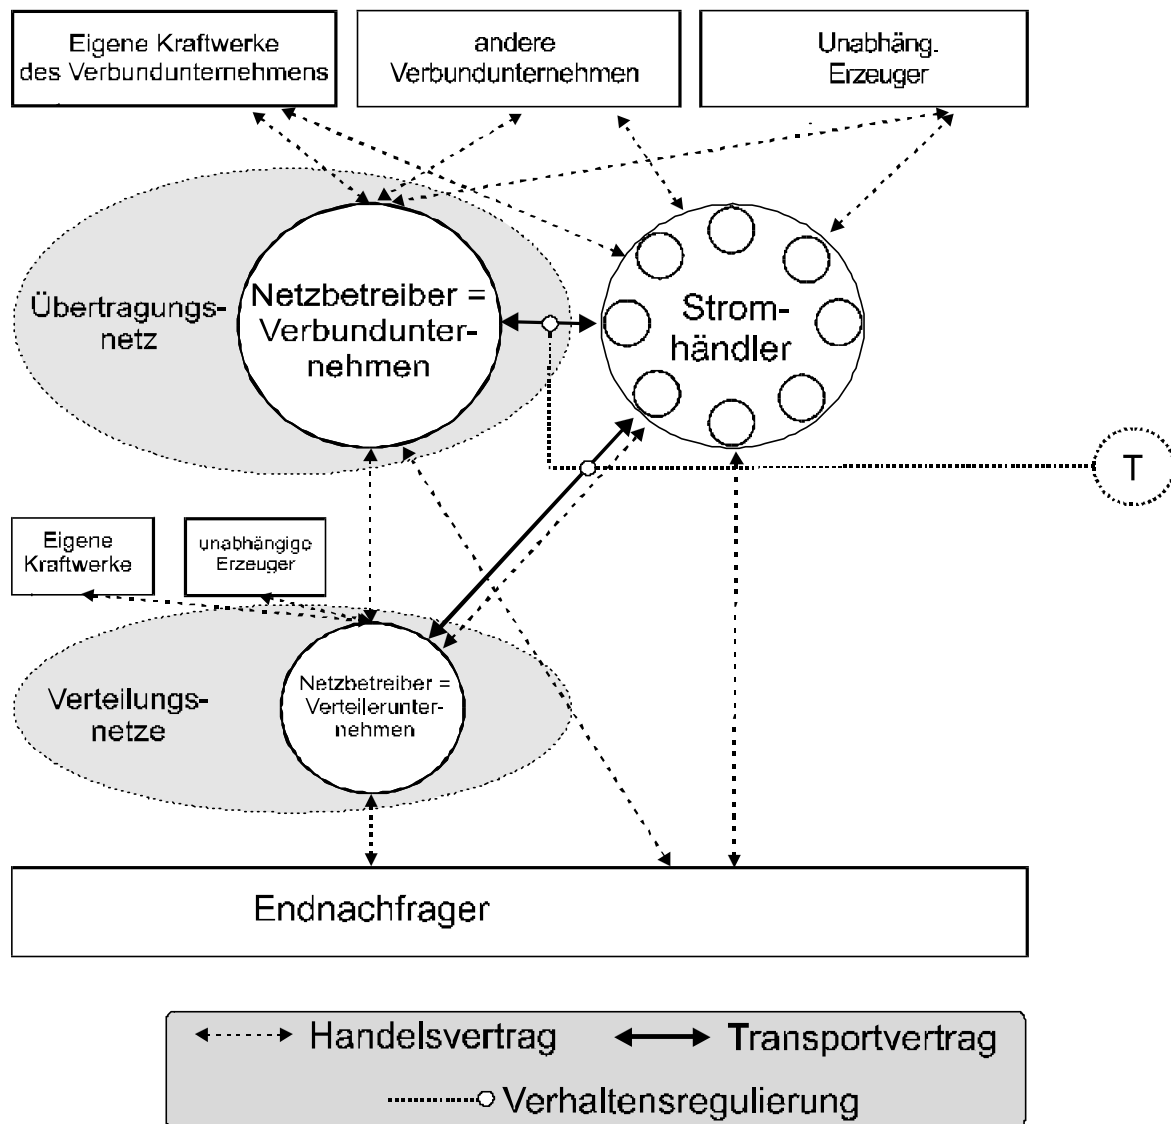 Eigene Kraftwerke
des Verbundunternehmens
andere
Verbundunternehmen
Unabhäng.
Erzeuger
Übertragungs-
netz
Netzbetreiber =
Verbundunter-
nehmen
Strom-
händler
T
Eigene
Kraftwerke
unabhängige
Erzeuger
Verteilungs-
netze
Netzbetreiber =
Verteilerunter-
nehmen
Endnachfrager
Handelsvertrag
Transportvertrag
Verhaltensregulierung